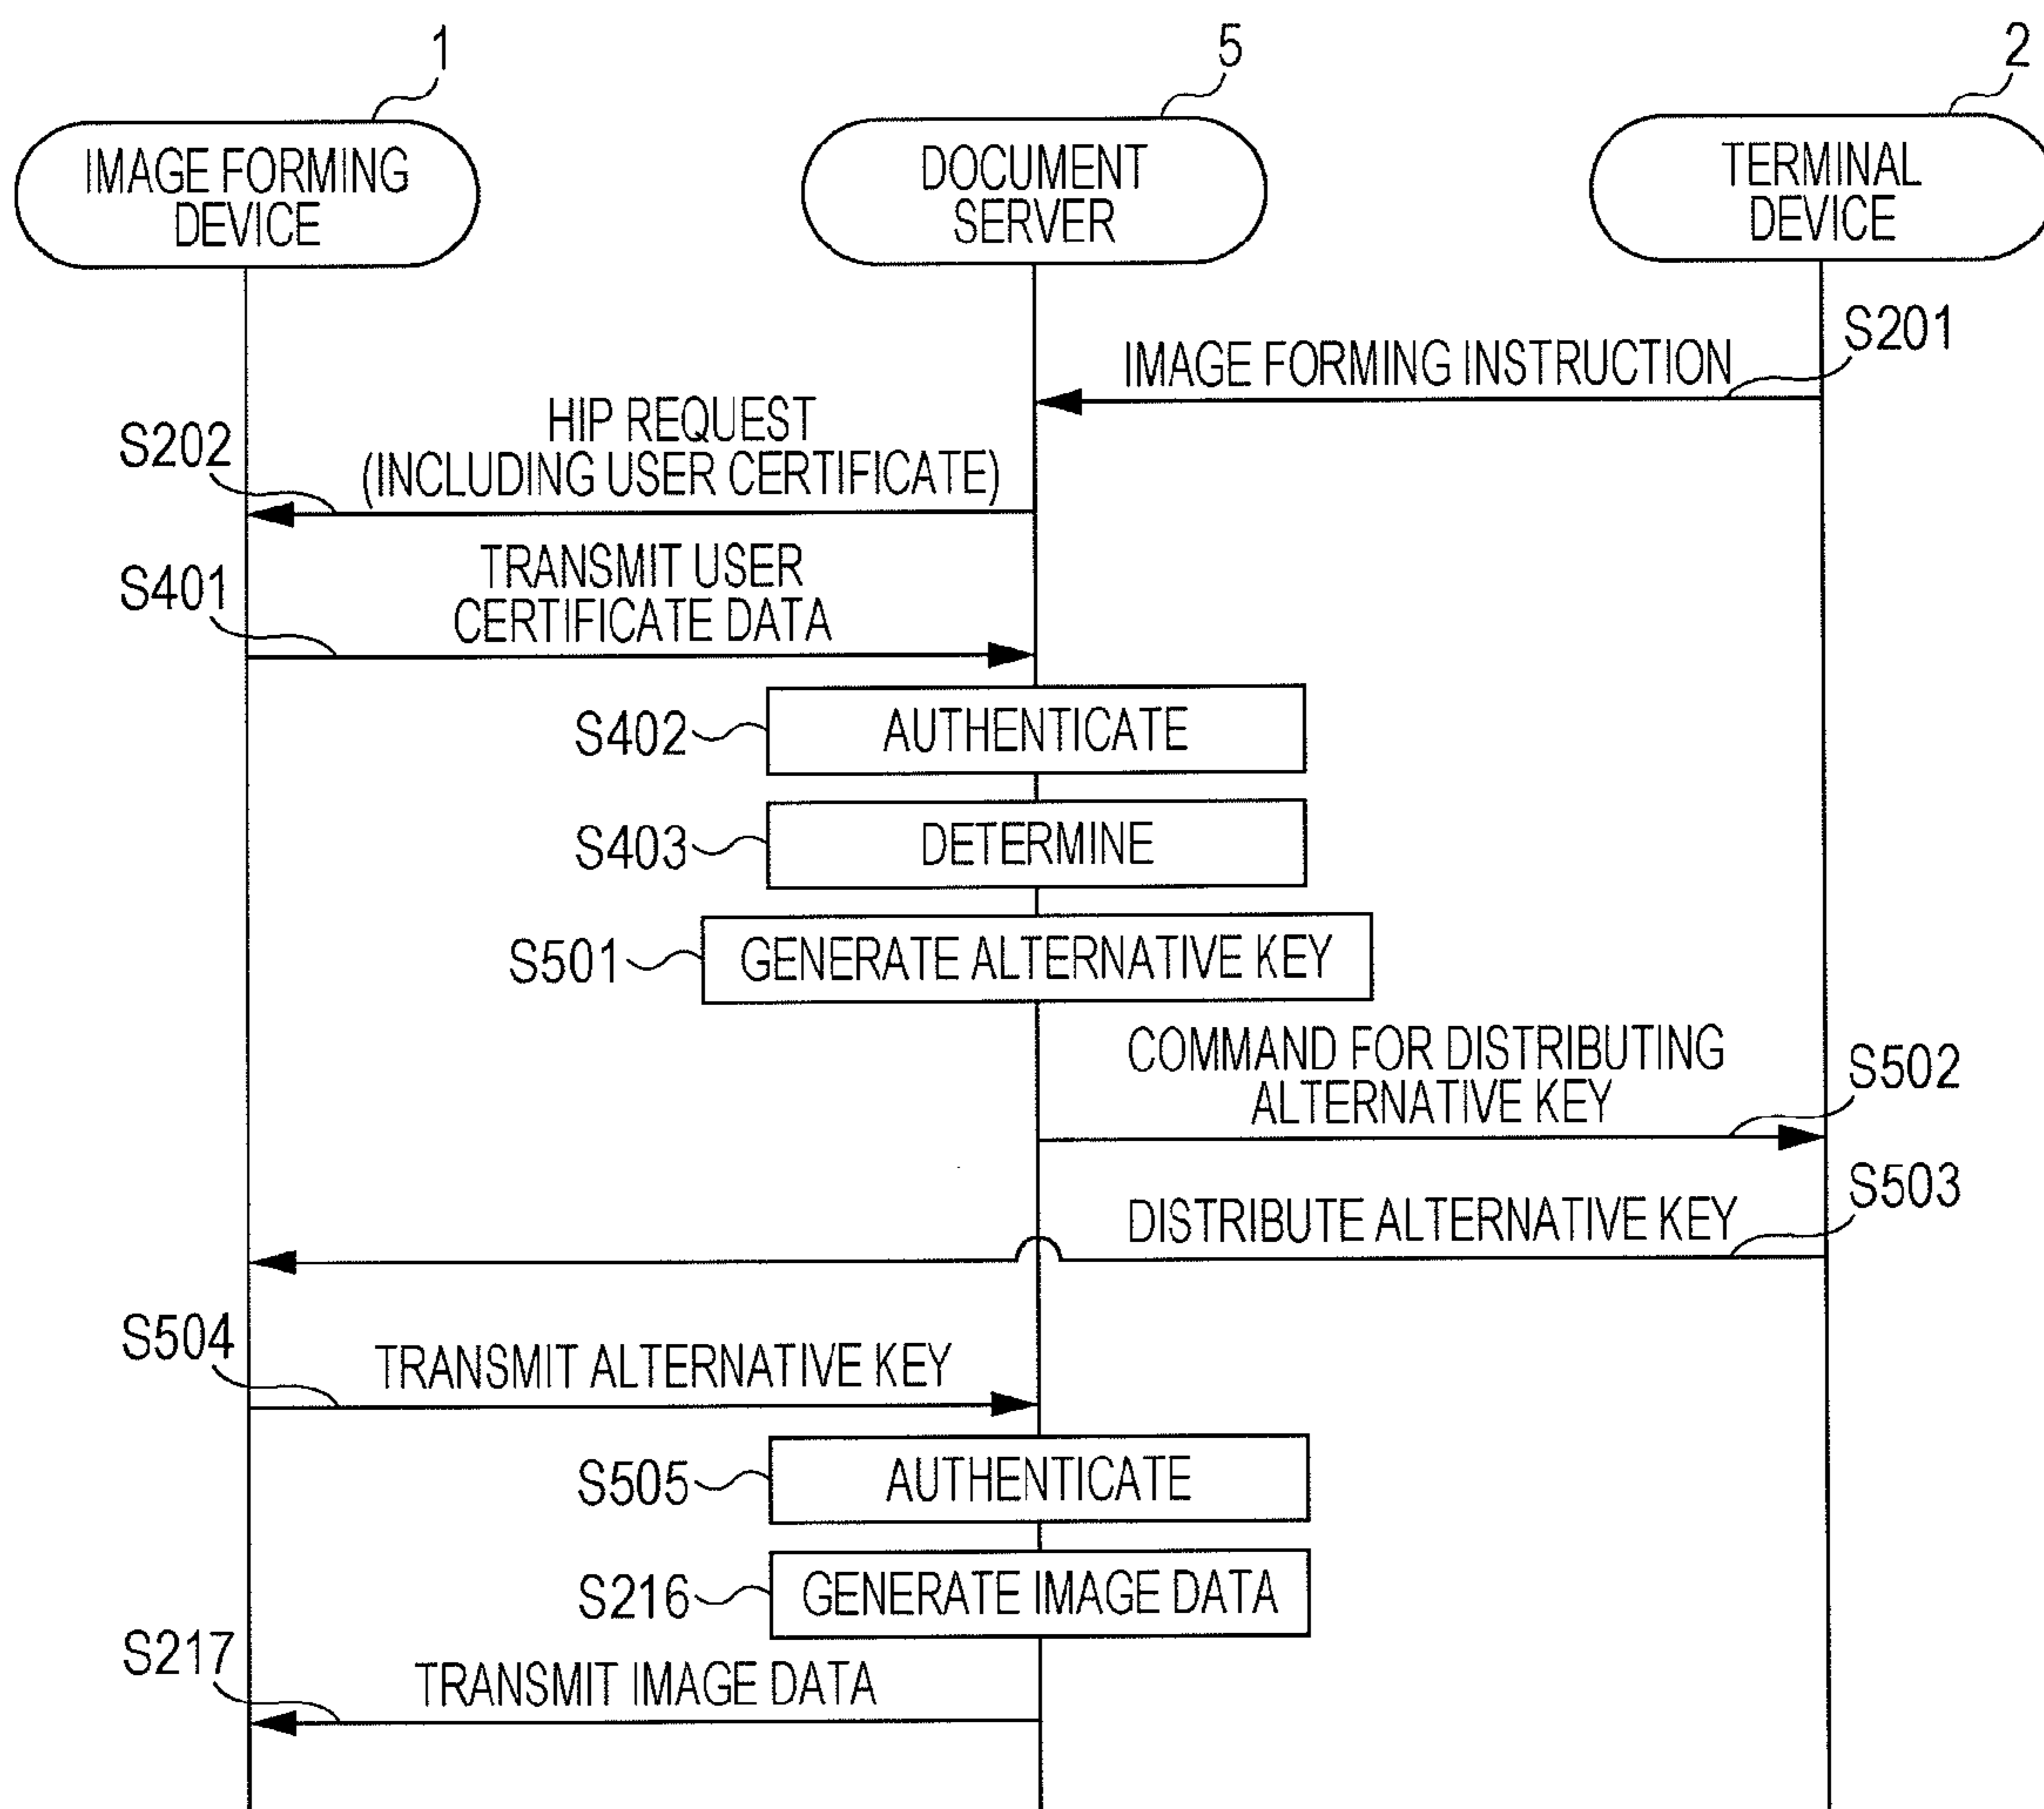 1
5
2
IMAGE FORMING
DEVICE
DOCUMENT
SERVER
TERMINAL
DEVICE
S201
IMAGE FORMING INSTRUCTION
S202
HIP REQUEST
(INCLUDING USER CERTIFICATE)
S401
TRANSMIT USER
CERTIFICATE DATA
S402
AUTHENTICATE
S403
DETERMINE
S501
GENERATE ALTERNATIVE KEY
COMMAND FOR DISTRIBUTING
ALTERNATIVE KEY
S502
DISTRIBUTE ALTERNATIVE KEY
S503
S504
TRANSMIT ALTERNATIVE KEY
S505
AUTHENTICATE
S216
GENERATE IMAGE DATA
S217
TRANSMIT IMAGE DATA